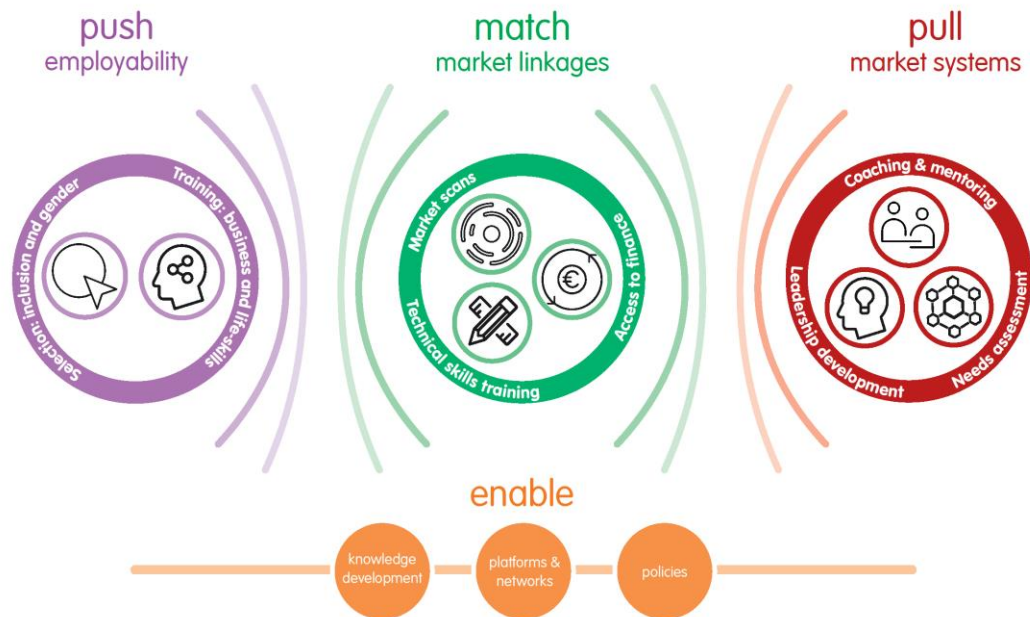 push
employability
match
market linkages
pull
market systems
Selection: inclusion and gender
Training: business and life-skills
Market scans
Access to finance
€
Technical skills training
Coaching & mentoring
Leadership development
Needs assessment
enable
knowledge
development
platforms &
networks
policies